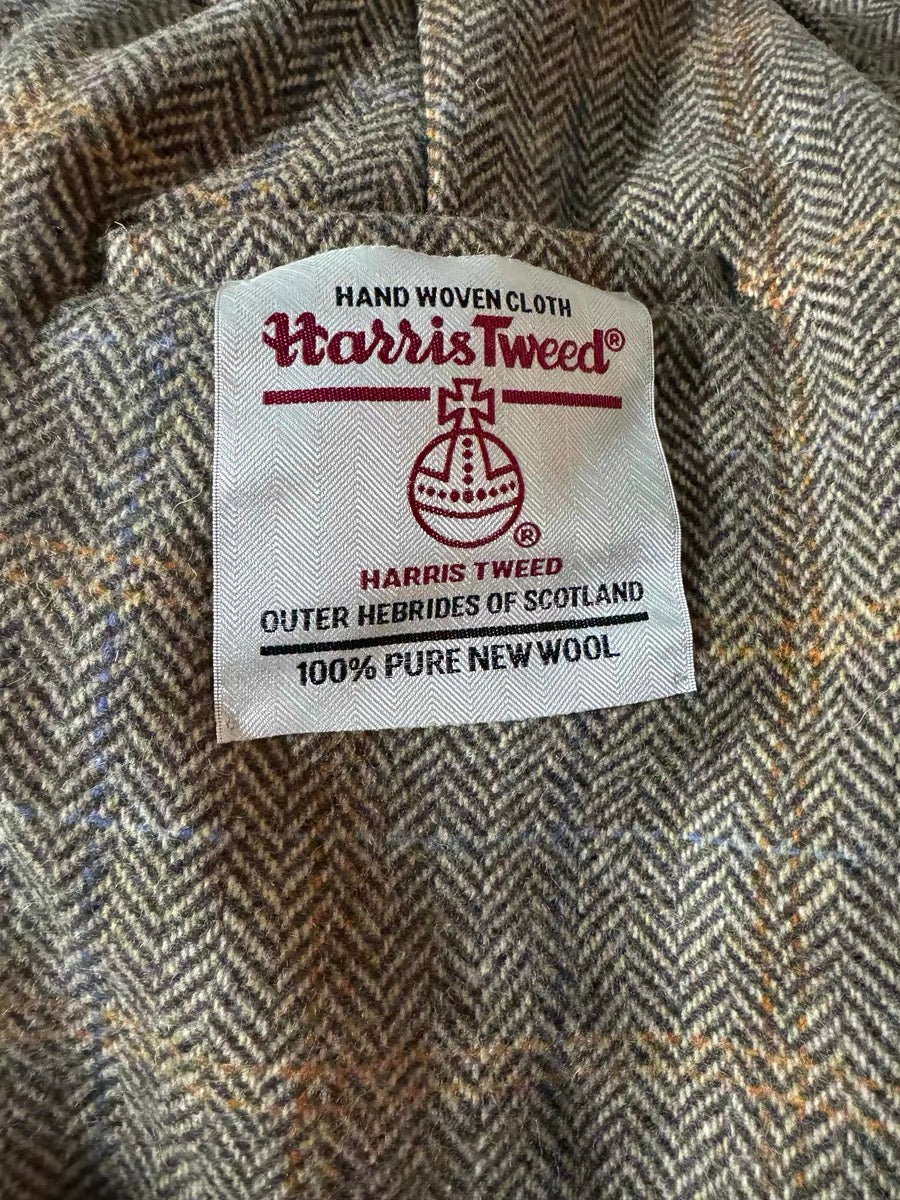 HAND WOVEN CLOTH
Harris Tweed®
®
HARRIS TWEED
OUTER HEBRIDES OF SCOTLAND
100% PURE NEW WOOL